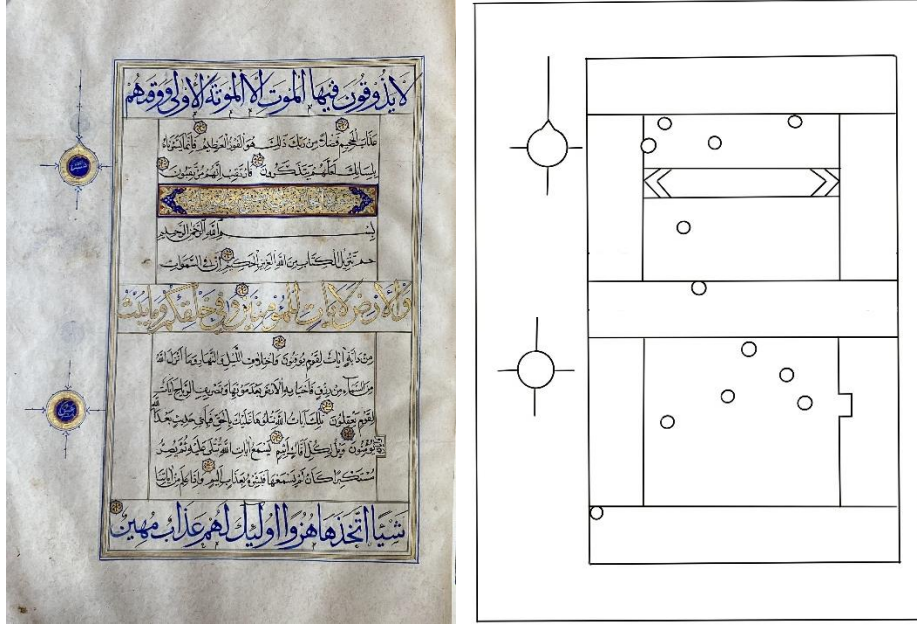 لا يذوقون فيها الموت الا الموتة الاولى ووقهم
عذاب الجحيم فضلا من ربك ذلك هو الفوز العظيم فانما يسرناه
بلسانك لعلهم يتذكرون فارتقب انهم مرتقبون
بسم الله الرحمن الرحيم
حم تنزيل الكتاب من الله العزيز الحكيم ان في السموات
والارض لايات للمؤمنين وفي خلقكم وما يبث
من دابة ايات لقوم يوقنون واختلاف الليل والنهار وما انزل الله
من السماء من رزق فاحيا به الارض بعد موتها وتصريف الرياح ايات
لقوم يعقلون تلك ايات الله نتلوها عليك بالحق فباي حديث بعد الله
يؤمنون ويل لكل افاك اثيم يسمع ايات الله تتلى عليه ثم يصر
مستكبرا كان لم يسمعها فبشره بعذاب اليم واذا علم من اياتنا
شيئا اتخذها هزوا اولئك لهم عذاب مهين